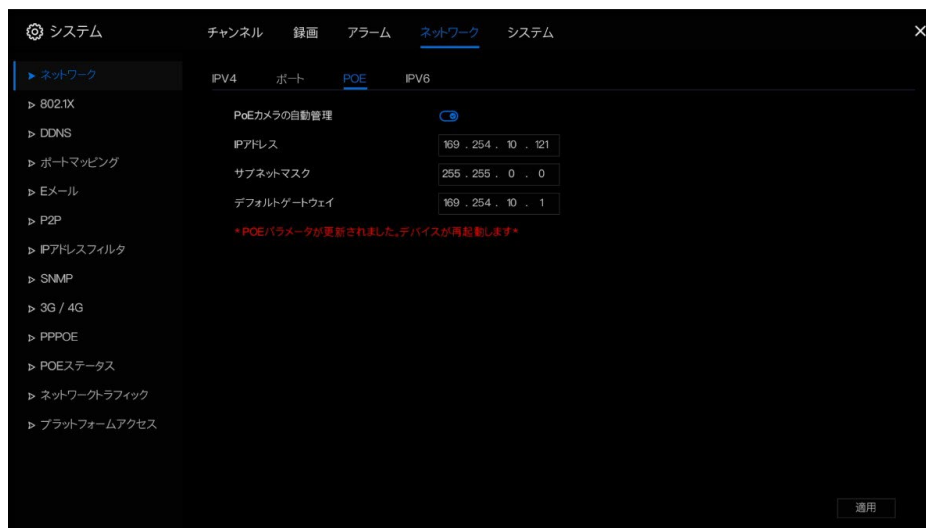 システム
チャンネル 録画 アラーム ネットワーク システム
ネットワーク
802.1X
DDNS
ポートマッピング
Eメール
P2P
IPアドレスフィルタ
SNMP
3G / 4G
PPPOE
POEステータス
ネットワークトラフィック
プラットフォームアクセス
IPV4 ポート POE IPV6
PoEカメラの自動管理
IPアドレス 169 . 254 . 10 . 121
サブネットマスク 255 . 255 . 0 . 0
デフォルトゲートウェイ 169 . 254 . 10 . 1
*POEパラメータが更新されました。デバイスが再起動します*
適用